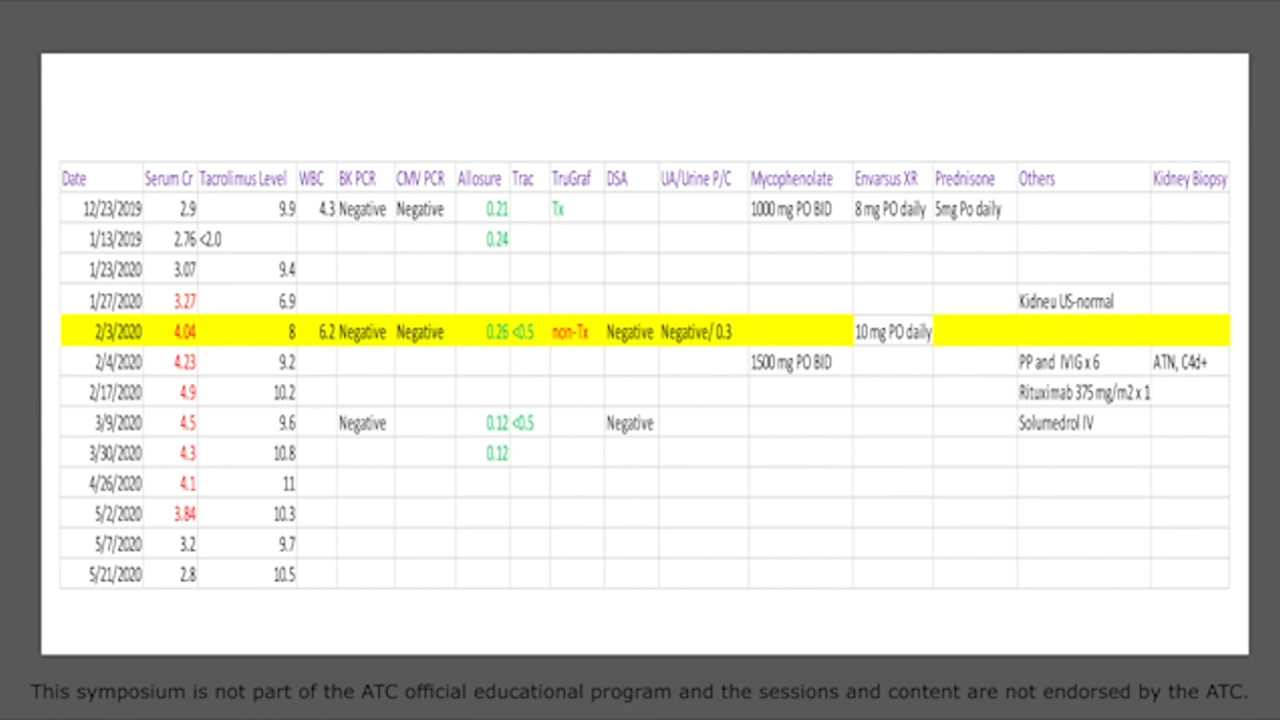 Date Serum Cr Tacrolimus Level WBC BK PCR CMV PCR Allosure Trac TruGraf DSA UA/Urine P/C Mycophenolate Envarsus XR Prednisone Others Kidney Biopsy
12/23/2019 2.9 9.9 4.3 Negative Negative 0.21 Tx 1000 mg PO BID 8 mg PO daily 5mg Po daily
1/13/2019 2.76 <2.0 0.24
1/23/2020 3.07 9.4
1/27/2020 3.27 6.9 Kidneu US-normal
2/3/2020 4.04 8 6.2 Negative Negative 0.26 <0.5 non-Tx Negative Negative/ 0.3 10 mg PO daily
2/4/2020 4.23 9.2 1500 mg PO BID PP and IVIG x 6 ATN, C4d+
2/17/2020 4.9 10.2 Rituximab 375 mg/m2 x 1
3/9/2020 4.5 9.6 Negative 0.12 <0.5 Negative Solumedrol IV
3/30/2020 4.3 10.8 0.12
4/26/2020 4.1 11
5/2/2020 3.84 10.3
5/7/2020 3.2 9.7
5/21/2020 2.8 10.5
This symposium is not part of the ATC official educational program and the sessions and content are not endorsed by the ATC.